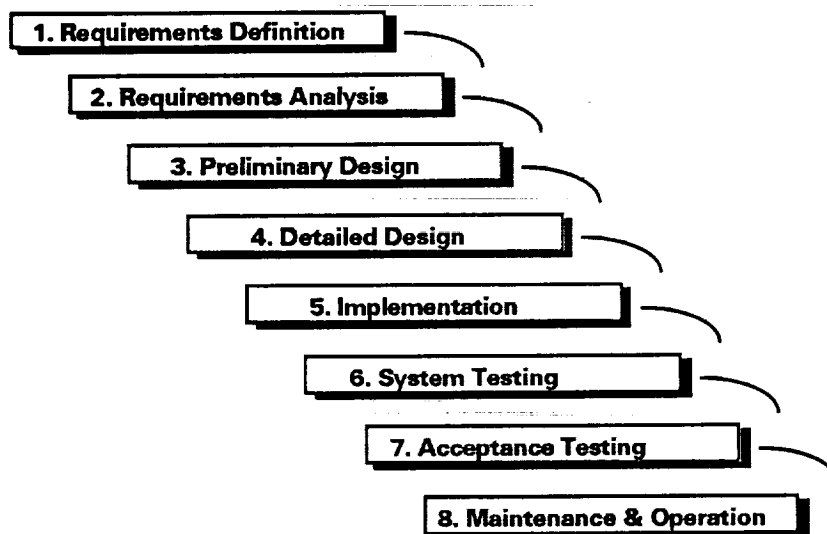 1. Requirements Definition
2. Requirements Analysis
3. Preliminary Design
4. Detailed Design
5. Implementation
6. System Testing
7. Acceptance Testing
8. Maintenance & Operation